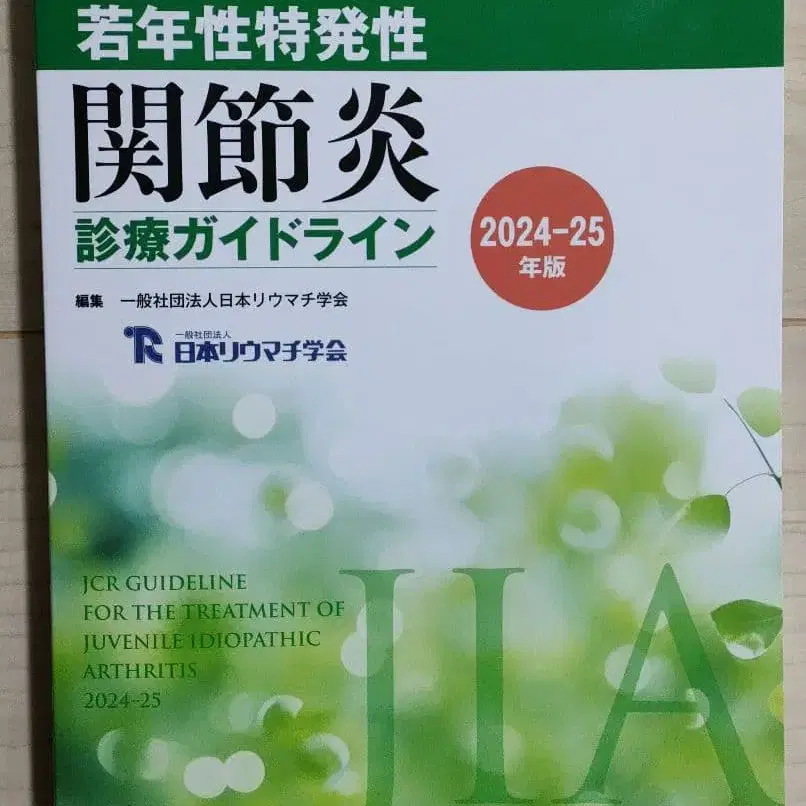 若年性特発性
関節炎
診療ガイドライン
2024-25
年版
編集 一般社団法人日本リウマチ学会
一般社団法人
日本リウマチ学会
JCR GUIDELINE
FOR THE TREATMENT OF
JUVENILE IDIOPATHIC
ARTHRITIS
2024-25
JIA